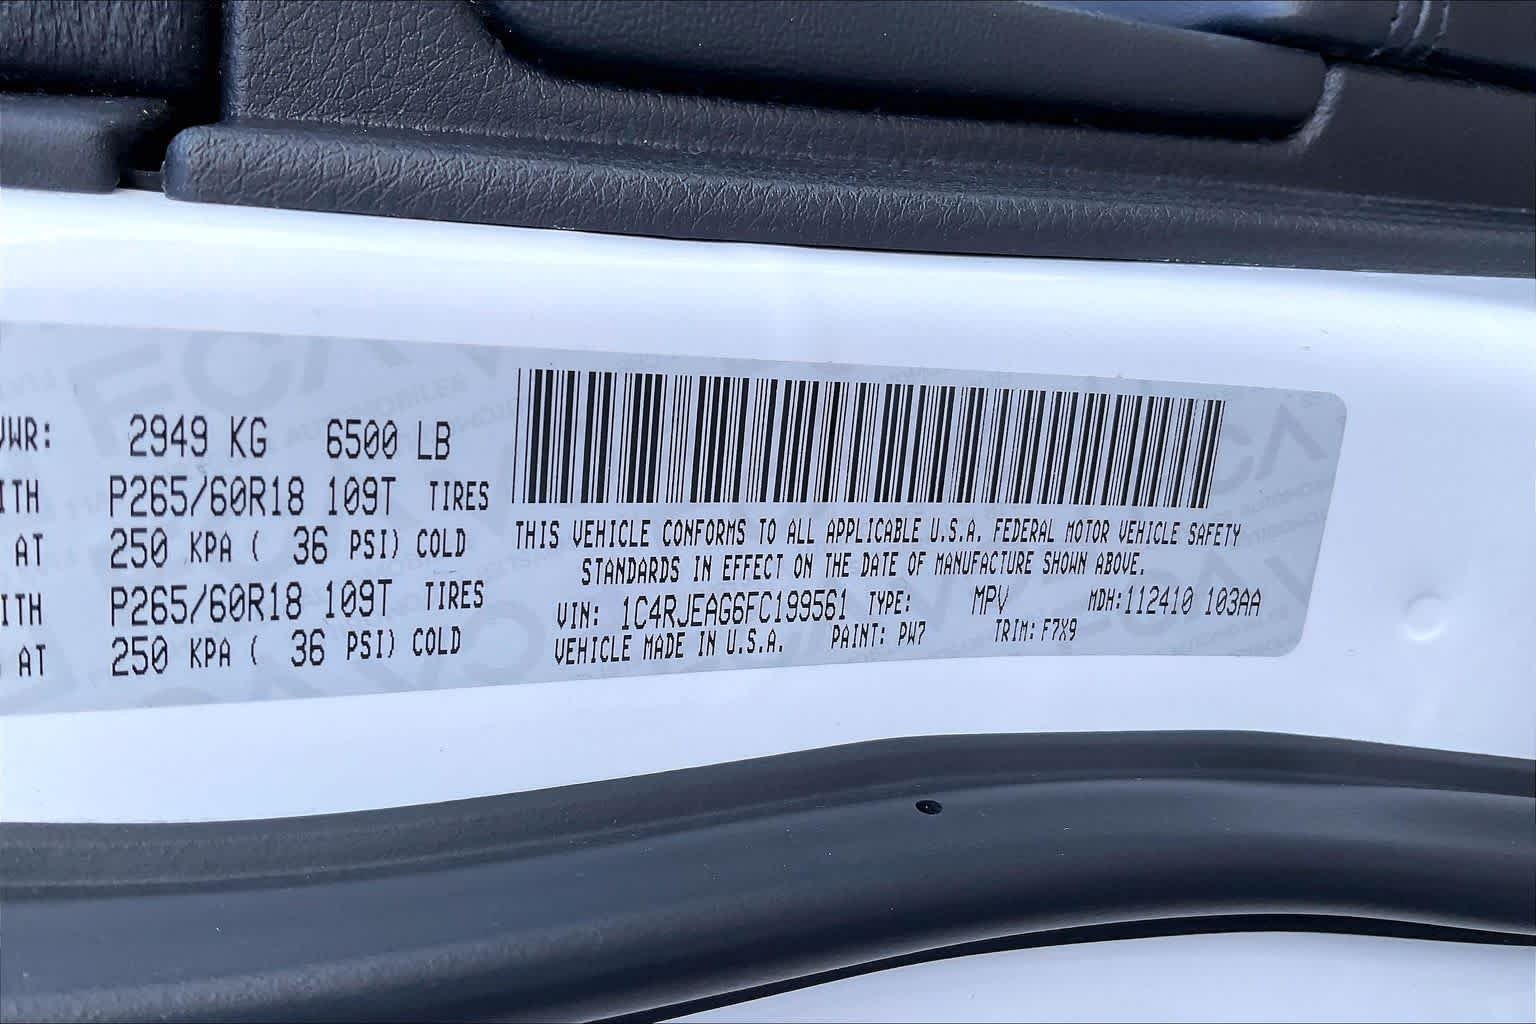 VWR: 2949 KG 6500 LB
ITH P265/60R18 109T TIRES
AT 250 KPA ( 36 PSI) COLD
ITH P265/60R18 109T TIRES
AT 250 KPA ( 36 PSI) COLD
THIS VEHICLE CONFORMS TO ALL APPLICABLE U.S.A. FEDERAL MOTOR VEHICLE SAFETY
STANDARDS IN EFFECT ON THE DATE OF MANUFACTURE SHOWN ABOVE.
VIN: 1C4RJEAG6FC199561 TYPE: MPV MDH:112410 103AA
VEHICLE MADE IN U.S.A. PAINT: PW7 TRIM:F7X9